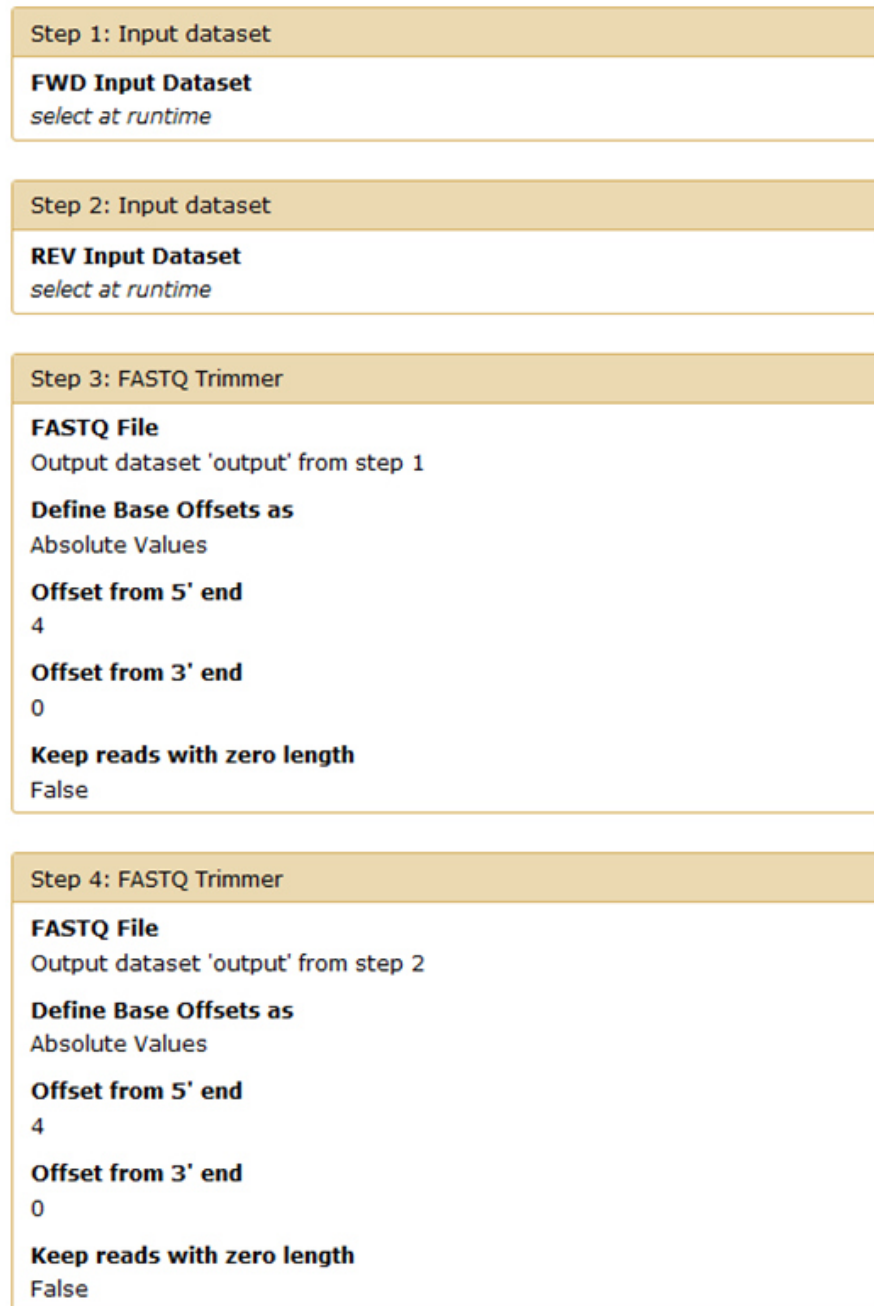 Step 1: Input dataset
FWD Input Dataset
select at runtime
Step 2: Input dataset
REV Input Dataset
select at runtime
Step 3: FASTQ Trimmer
FASTQ File
Output dataset 'output' from step 1
Define Base Offsets as
Absolute Values
Offset from 5' end
4
Offset from 3' end
0
Keep reads with zero length
False
Step 4: FASTQ Trimmer
FASTQ File
Output dataset 'output' from step 2
Define Base Offsets as
Absolute Values
Offset from 5' end
4
Offset from 3' end
0
Keep reads with zero length
False